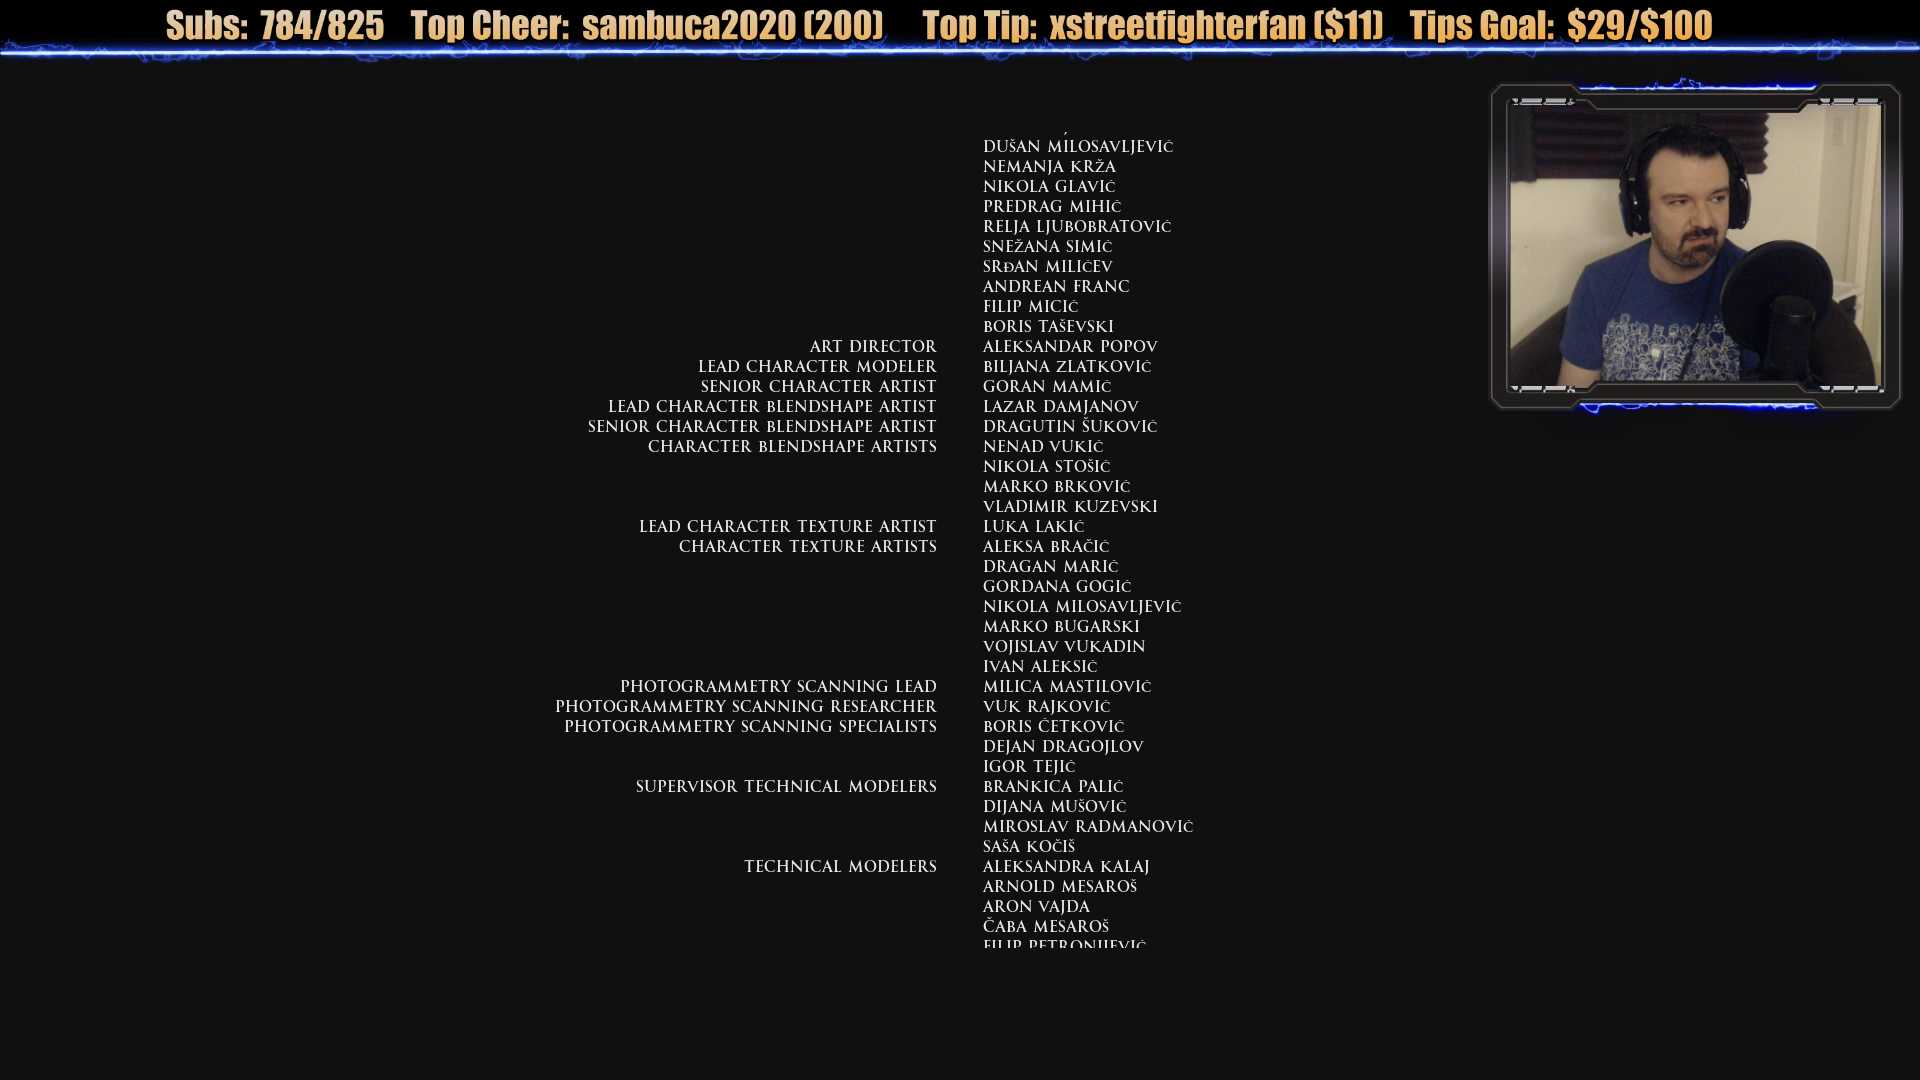 Subs: 784/825 Top Cheer: sambuca2020 (200) Top Tip: xstreetfighterfan ($11) Tips Goal: $29/$100
DUŠAN MILOSAVLJEVIĆ
NEMANJA KRŽA
NIKOLA GLAVIĆ
PREDRAG MIHIĆ
RELJA LJUBOBRATOVIĆ
SNEŽANA SIMIĆ
SRĐAN MILIĆEV
ANDREAN FRANC
FILIP MICIĆ
BORIS TAŠEVSKI
ART DIRECTOR ALEKSANDAR POPOV
LEAD CHARACTER MODELER BILJANA ZLATKOVIĆ
SENIOR CHARACTER ARTIST GORAN MAMIĆ
LEAD CHARACTER BLENDSHAPE ARTIST LAZAR DAMJANOV
SENIOR CHARACTER BLENDSHAPE ARTIST DRAGUTIN ŠUKOVIĆ
CHARACTER BLENDSHAPE ARTISTS NENAD VUKIĆ
NIKOLA STOŠIĆ
MARKO BRKOVIĆ
VLADIMIR KUZEVSKI
LEAD CHARACTER TEXTURE ARTIST LUKA LAKIĆ
CHARACTER TEXTURE ARTISTS ALEKSA BRAČIĆ
DRAGAN MARIĆ
GORDANA GOGIĆ
NIKOLA MILOSAVLJEVIĆ
MARKO BUGARSKI
VOJISLAV VUKADIN
IVAN ALEKSIĆ
PHOTOGRAMMETRY SCANNING LEAD MILICA MASTILOVIĆ
PHOTOGRAMMETRY SCANNING RESEARCHER VUK RAJKOVIĆ
PHOTOGRAMMETRY SCANNING SPECIALISTS BORIS ĆETKOVIĆ
DEJAN DRAGOJLOV
IGOR TEJIĆ
SUPERVISOR TECHNICAL MODELERS BRANKICA PALIĆ
DIJANA MUŠOVIĆ
MIROSLAV RADMANOVIĆ
SAŠA KOČIŠ
TECHNICAL MODELERS ALEKSANDRA KALAJ
ARNOLD MESAROŠ
ARON VAJDA
ČABA MESAROŠ
FILIP PETRONIJEVIĆ